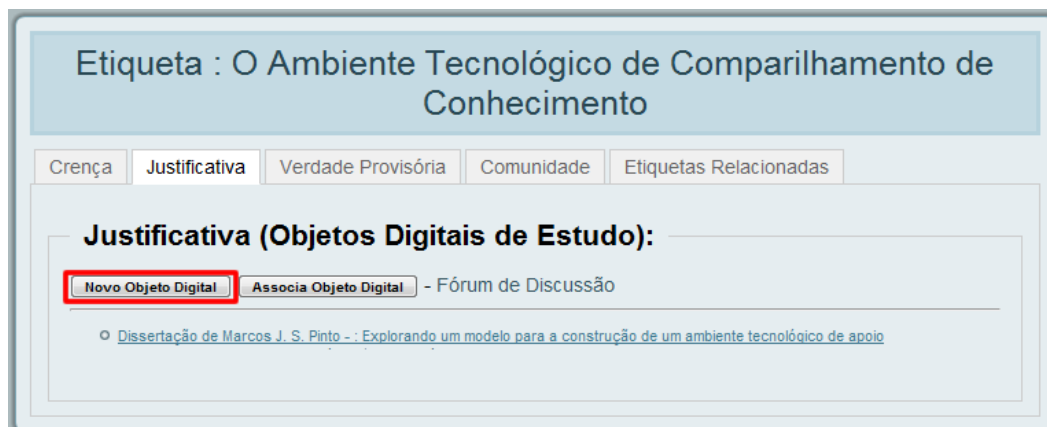 Etiqueta : O Ambiente Tecnológico de Comparilhamento de
Conhecimento
Crença Justificativa Verdade Provisória Comunidade Etiquetas Relacionadas
Justificativa (Objetos Digitais de Estudo):
Novo Objeto Digital Associa Objeto Digital - Fórum de Discussão
Dissertação de Marcos J. S. Pinto - : Explorando um modelo para a construção de um ambiente tecnológico de apoio